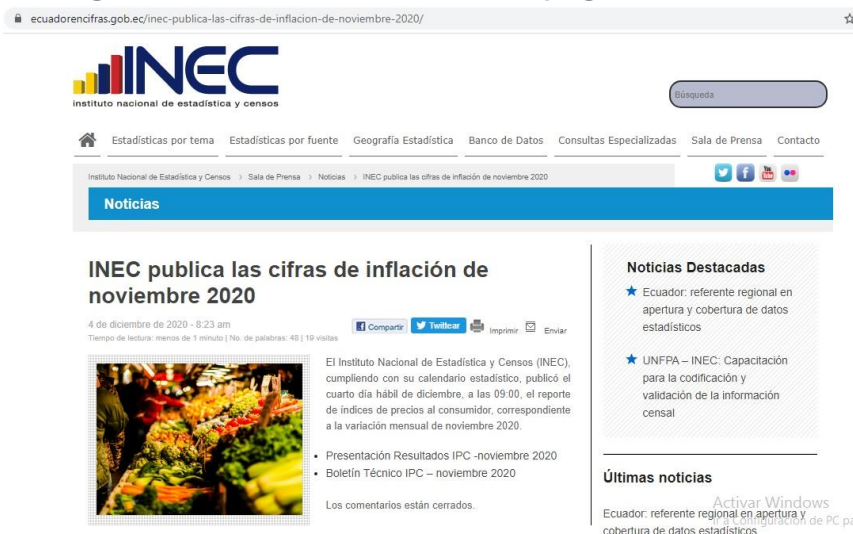 ecuadorencifras.gob.ec/inec-publica-las-cifras-de-inflacion-de-noviembre-2020/
INEC
instituto nacional de estadística y censos
Búsqueda
Estadísticas por tema Estadísticas por fuente Geografía Estadística Banco de Datos Consultas Especializadas Sala de Prensa Contacto
Instituto Nacional de Estadística y Censos > Sala de Prensa > Noticias > INEC publica las cifras de inflación de noviembre 2020
You Tube
Noticias
INEC publica las cifras de inflación de
noviembre 2020
4 de diciembre de 2020 - 8:23 am
Tiempo de lectura: menos de 1 minuto | No. de palabras: 48 | 19 visitas
Compartir Twittear Imprimir Enviar
El Instituto Nacional de Estadística y Censos (INEC),
cumpliendo con su calendario estadístico, publicó el
cuarto día hábil de diciembre, a las 09:00, el reporte
de índices de precios al consumidor, correspondiente
a la variación mensual de noviembre 2020.
• Presentación Resultados IPC -noviembre 2020
• Boletín Técnico IPC – noviembre 2020
Los comentarios están cerrados.
Noticias Destacadas
Ecuador: referente regional en
apertura y cobertura de datos
estadísticos
UNFPA – INEC: Capacitación
para la codificación y
validación de la información
censal
Últimas noticias
Ecuador: referente regional en apertura y
cobertura de datos estadísticos
Activar Windows
Ir a Configuración de PC pa